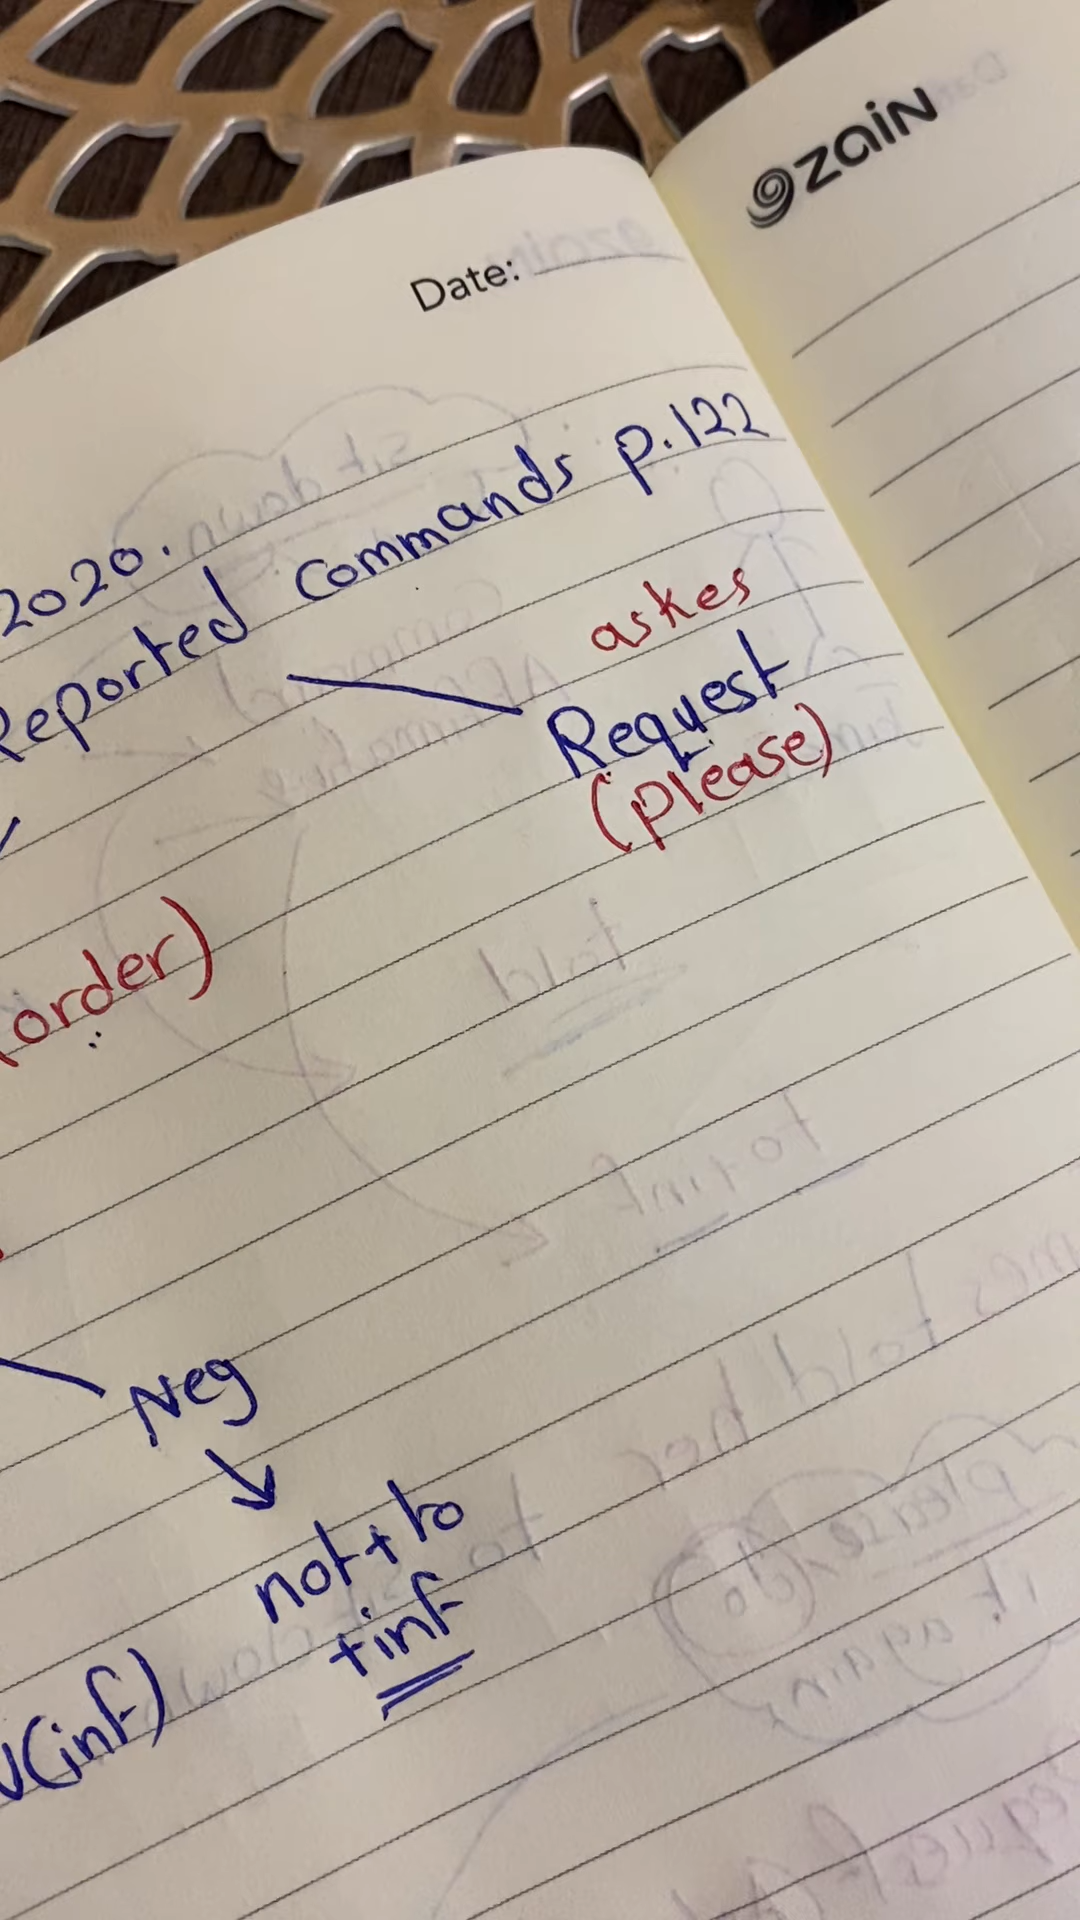 zain
Date:
2020.
Reported commands p.122
askes
Request
(please)
(order)
Neg
not + to
+ inf
V(inf)